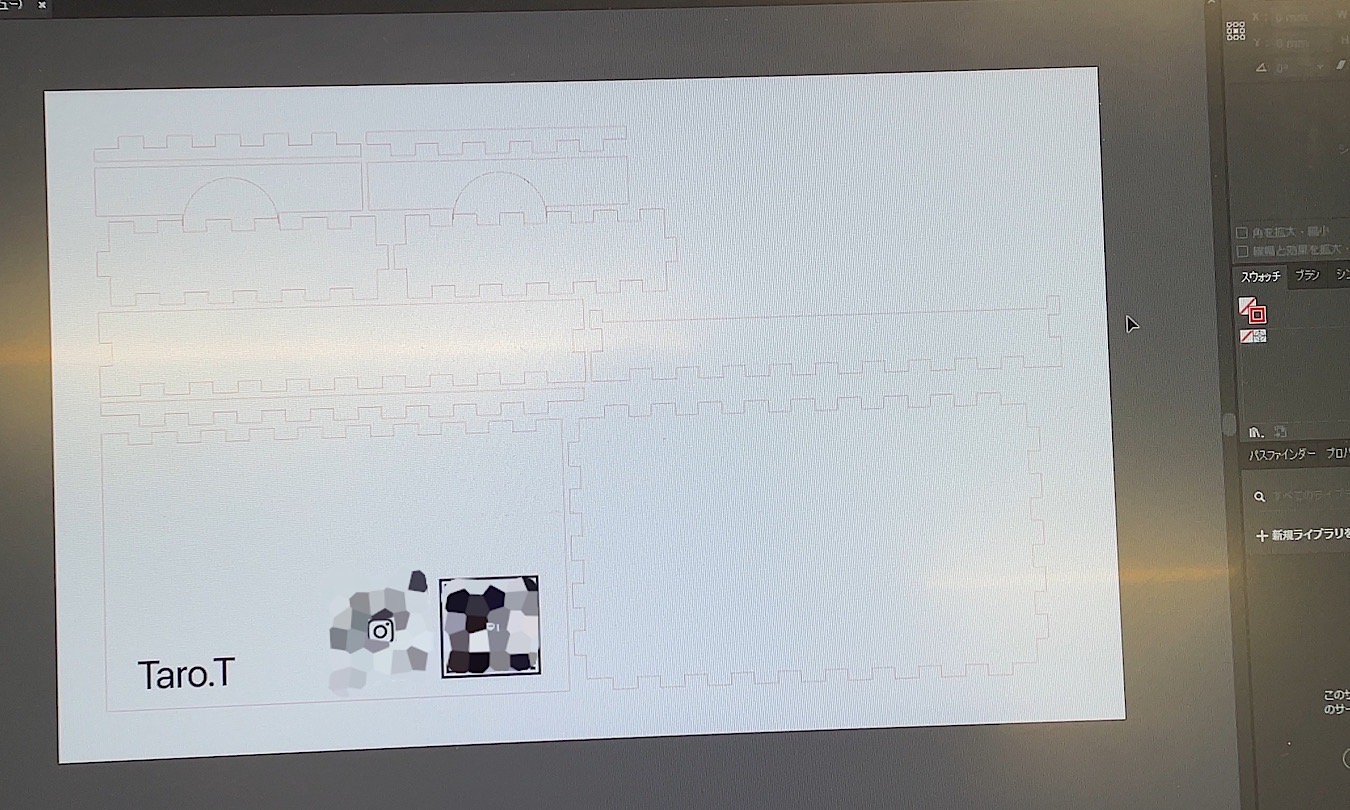 ュー)
X: 0 mm
W
Y: 0 mm
H
0°
角を拡大・縮小
線幅と効果を拡大・
スウォッチ
ブラシ
シン
パスファインダー
プロパ
すべてのライブラ
新規ライブラリを
このサ
のサー
Taro.T